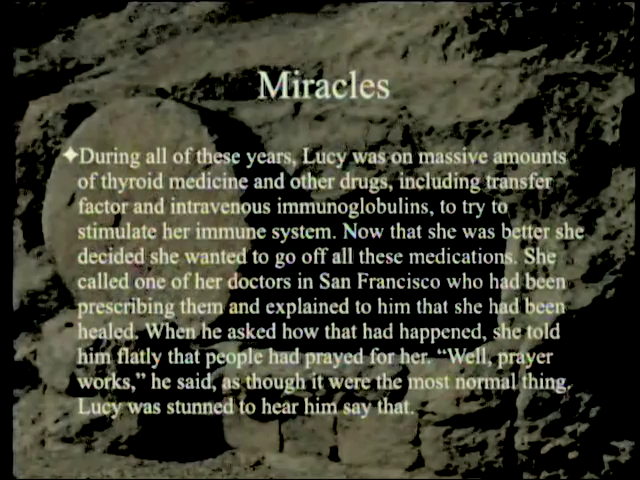 Miracles
✦During all of these years, Lucy was on massive amounts
of thyroid medicine and other drugs, including transfer
factor and intravenous immunoglobulins, to try to
stimulate her immune system. Now that she was better she
decided she wanted to go off all these medications. She
called one of her doctors in San Francisco who had been
prescribing them and explained to him that she had been
healed. When he asked how that had happened, she told
him flatly that people had prayed for her. “Well, prayer
works,” he said, as though it were the most normal thing.
Lucy was stunned to hear him say that.